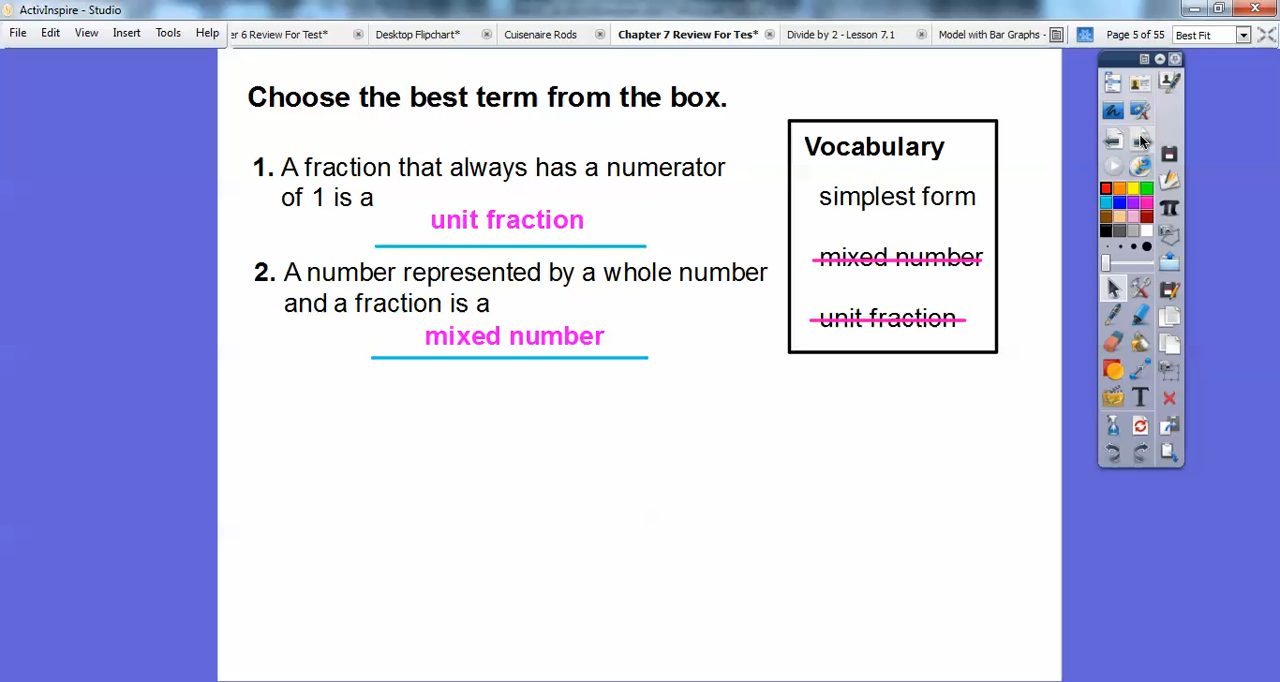 ActivInspire - Studio
File Edit View Insert Tools Help
er 6 Review For Test* Desktop Flipchart* Cuisenaire Rods Chapter 7 Review For Tes* Divide by 2 - Lesson 7.1 Model with Bar Graphs - Page 5 of 55 Best Fit
Choose the best term from the box.
1. A fraction that always has a numerator
of 1 is a
unit fraction
2. A number represented by a whole number
and a fraction is a
mixed number
Vocabulary
simplest form
mixed number
unit fraction